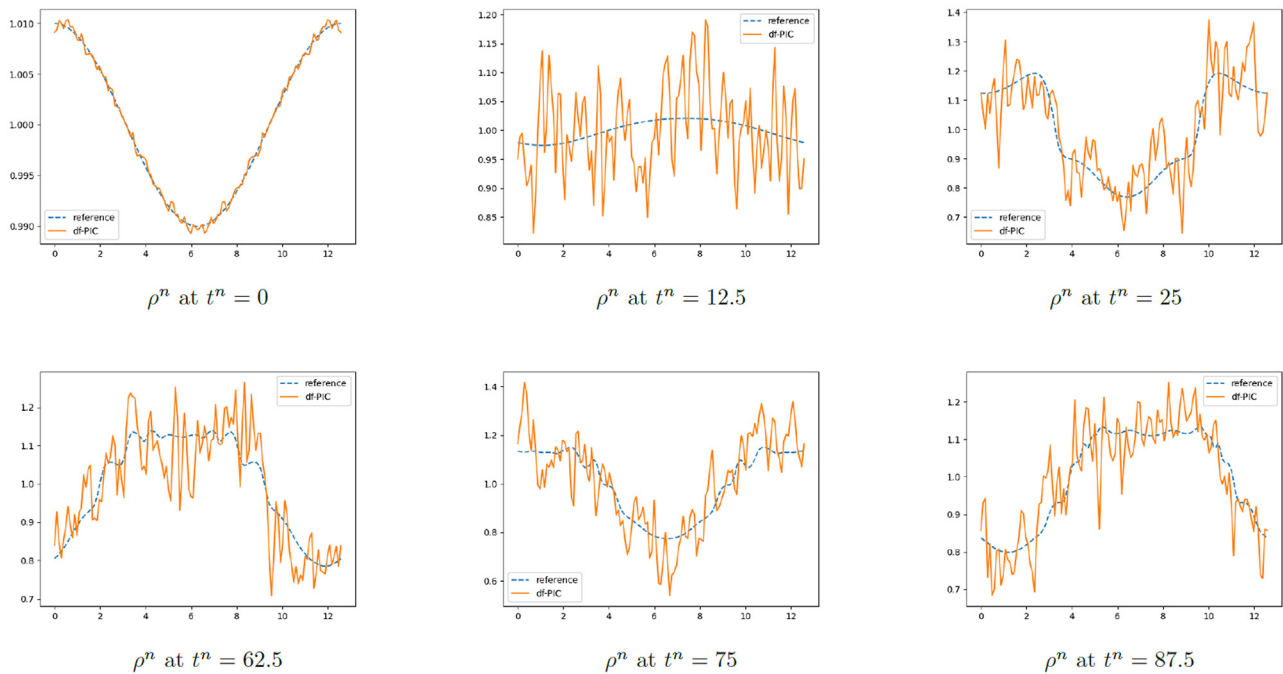 1.010
1.005
1.000
0.995
0.990
reference
df-PIC
0 2 4 6 8 10 12
ρⁿ at tⁿ = 0
1.20
1.15
1.10
1.05
1.00
0.95
0.90
0.85
reference
df-PIC
0 2 4 6 8 10 12
ρⁿ at tⁿ = 12.5
1.4
1.3
1.2
1.1
1.0
0.9
0.8
0.7
reference
df-PIC
0 2 4 6 8 10 12
ρⁿ at tⁿ = 25
1.2
1.1
1.0
0.9
0.8
0.7
reference
df-PIC
0 2 4 6 8 10 12
ρⁿ at tⁿ = 62.5
1.4
1.2
1.0
0.8
0.6
reference
df-PIC
0 2 4 6 8 10 12
ρⁿ at tⁿ = 75
1.2
1.1
1.0
0.9
0.8
0.7
reference
df-PIC
0 2 4 6 8 10 12
ρⁿ at tⁿ = 87.5